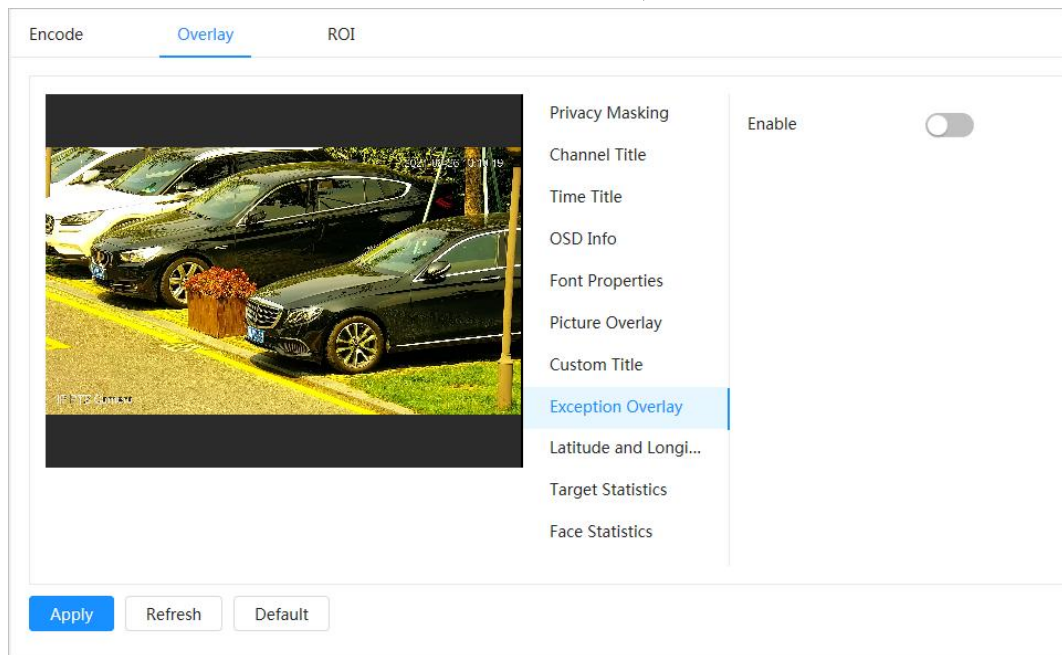 Encode Overlay ROI
Privacy Masking
Enable
Channel Title
Time Title
OSD Info
Font Properties
Picture Overlay
Custom Title
Exception Overlay
Latitude and Longi...
Target Statistics
Face Statistics
Apply Refresh Default